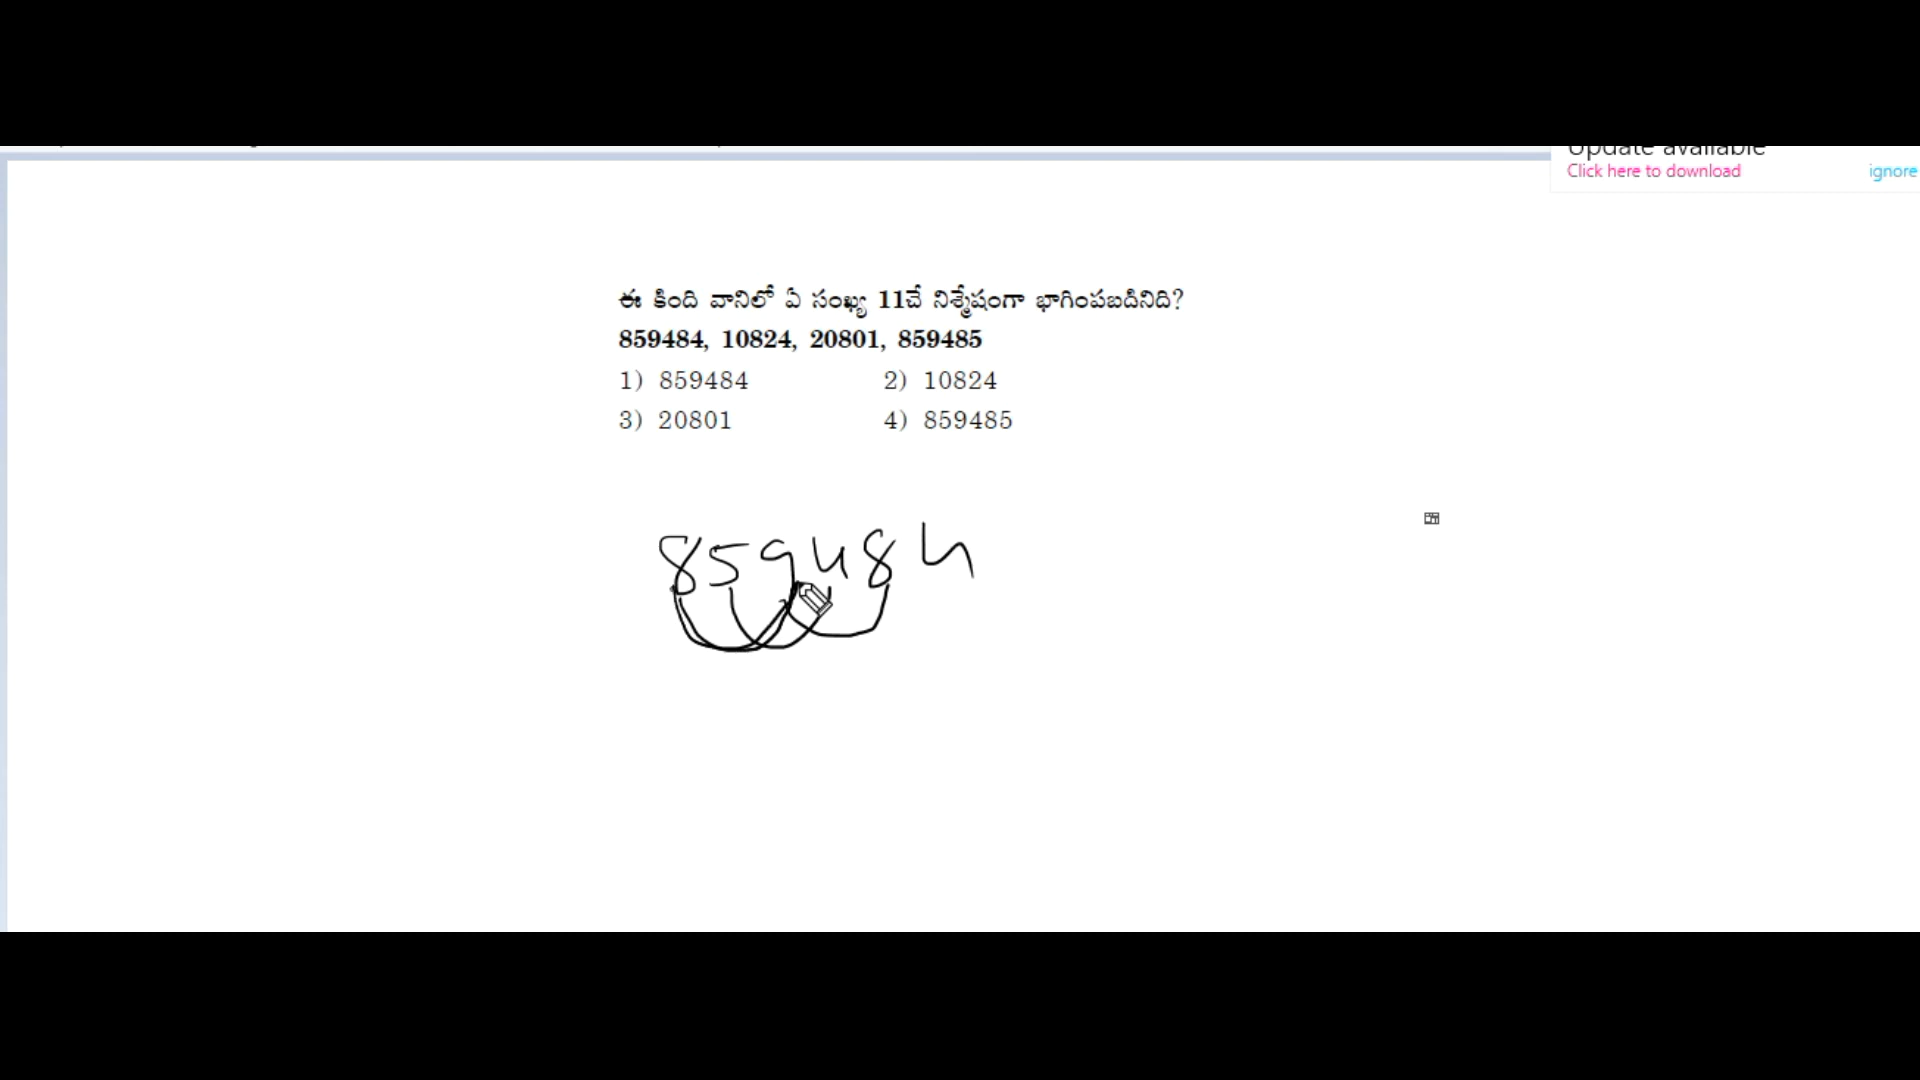 Update available
Click here to download ignore
ఈ కింది వానిలో ఏ సంఖ్య 11చే నిశ్శేషంగా భాగింపబడినిది?
859484, 10824, 20801, 859485
1) 859484 2) 10824
3) 20801 4) 859485
859484